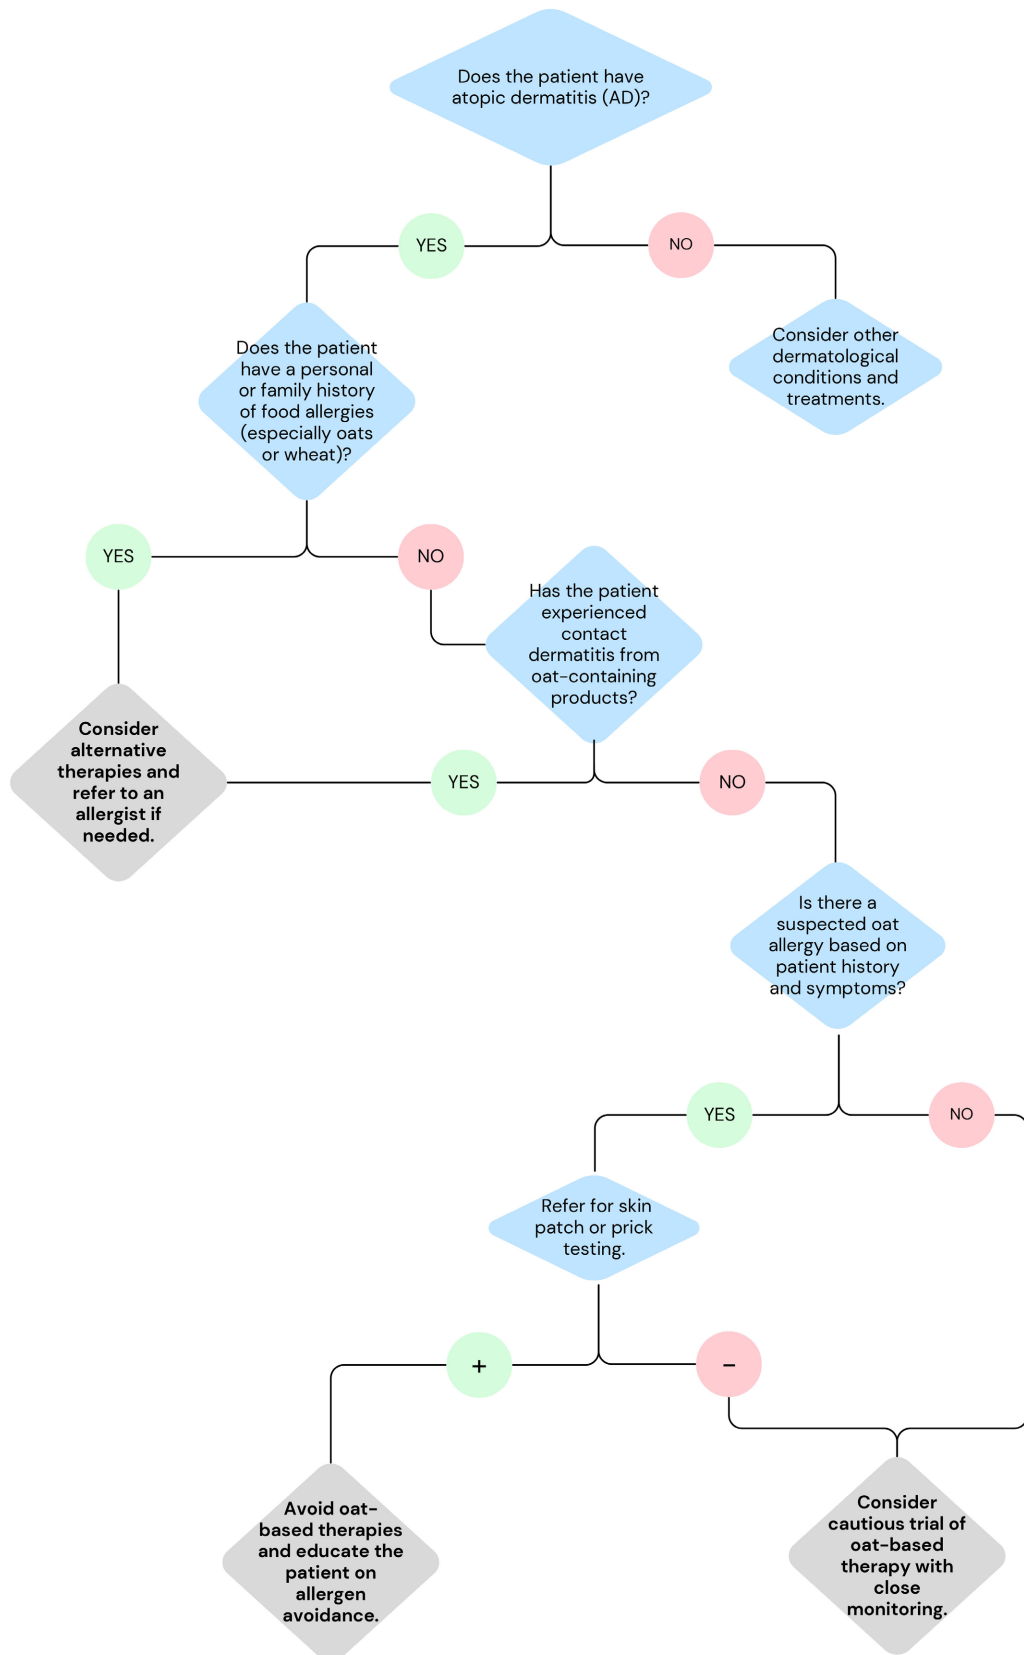 Does the patient have
atopic dermatitis (AD)?
YES
NO
Does the patient
have a personal
or family history
of food allergies
(especially oats
or wheat)?
Consider other
dermatological
conditions and
treatments.
YES
NO
Has the patient
experienced
contact
dermatitis from
oat-containing
products?
Consider
alternative
therapies and
refer to an
allergist if
needed.
YES
NO
Is there a
suspected oat
allergy based on
patient history
and symptoms?
YES
NO
Refer for skin
patch or prick
testing.
+
−
Avoid oat-
based therapies
and educate the
patient on
allergen
avoidance.
Consider
cautious trial of
oat-based
therapy with
close
monitoring.